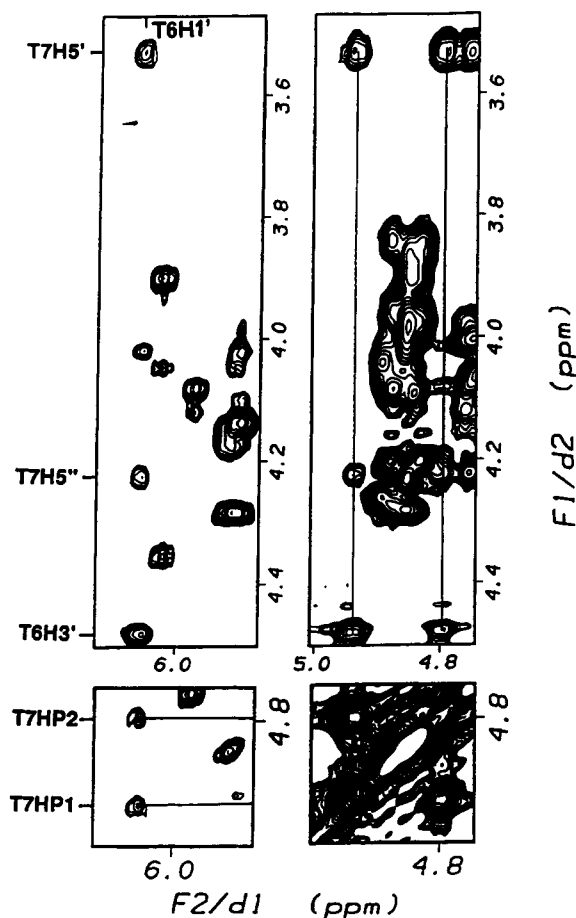 T6H1'
T7H5'
3.6
3.8
4.0
4.2
4.4
T7H5"
T6H3'
6.0
3.6
3.8
4.0
4.2
4.4
5.0 4.8
F1/d2 (ppm)
T7HP2
T7HP1
4.8
6.0
4.8
4.8
F2/d1 (ppm)